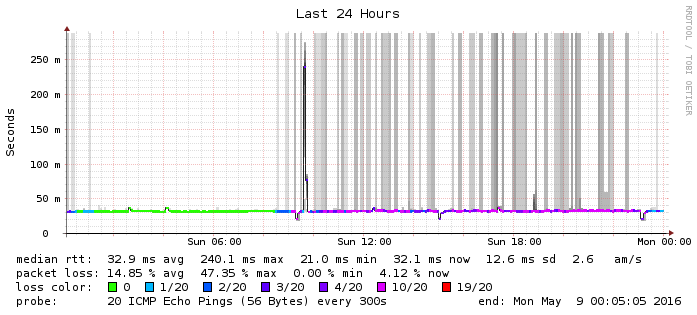 Last 24 Hours
RRDTOOL / TOBI OETIKER
Seconds
250 m
200 m
150 m
100 m
50 m
0
Sun 06:00 Sun 12:00 Sun 18:00 Mon 00:00
median rtt: 32.9 ms avg 240.1 ms max 21.0 ms min 32.1 ms now 12.6 ms sd 2.6 am/s
packet loss: 14.85 % avg 47.35 % max 0.00 % min 4.12 % now
loss color: 0 1/20 2/20 3/20 4/20 10/20 19/20
probe: 20 ICMP Echo Pings (56 Bytes) every 300s end: Mon May 9 00:05:05 2016